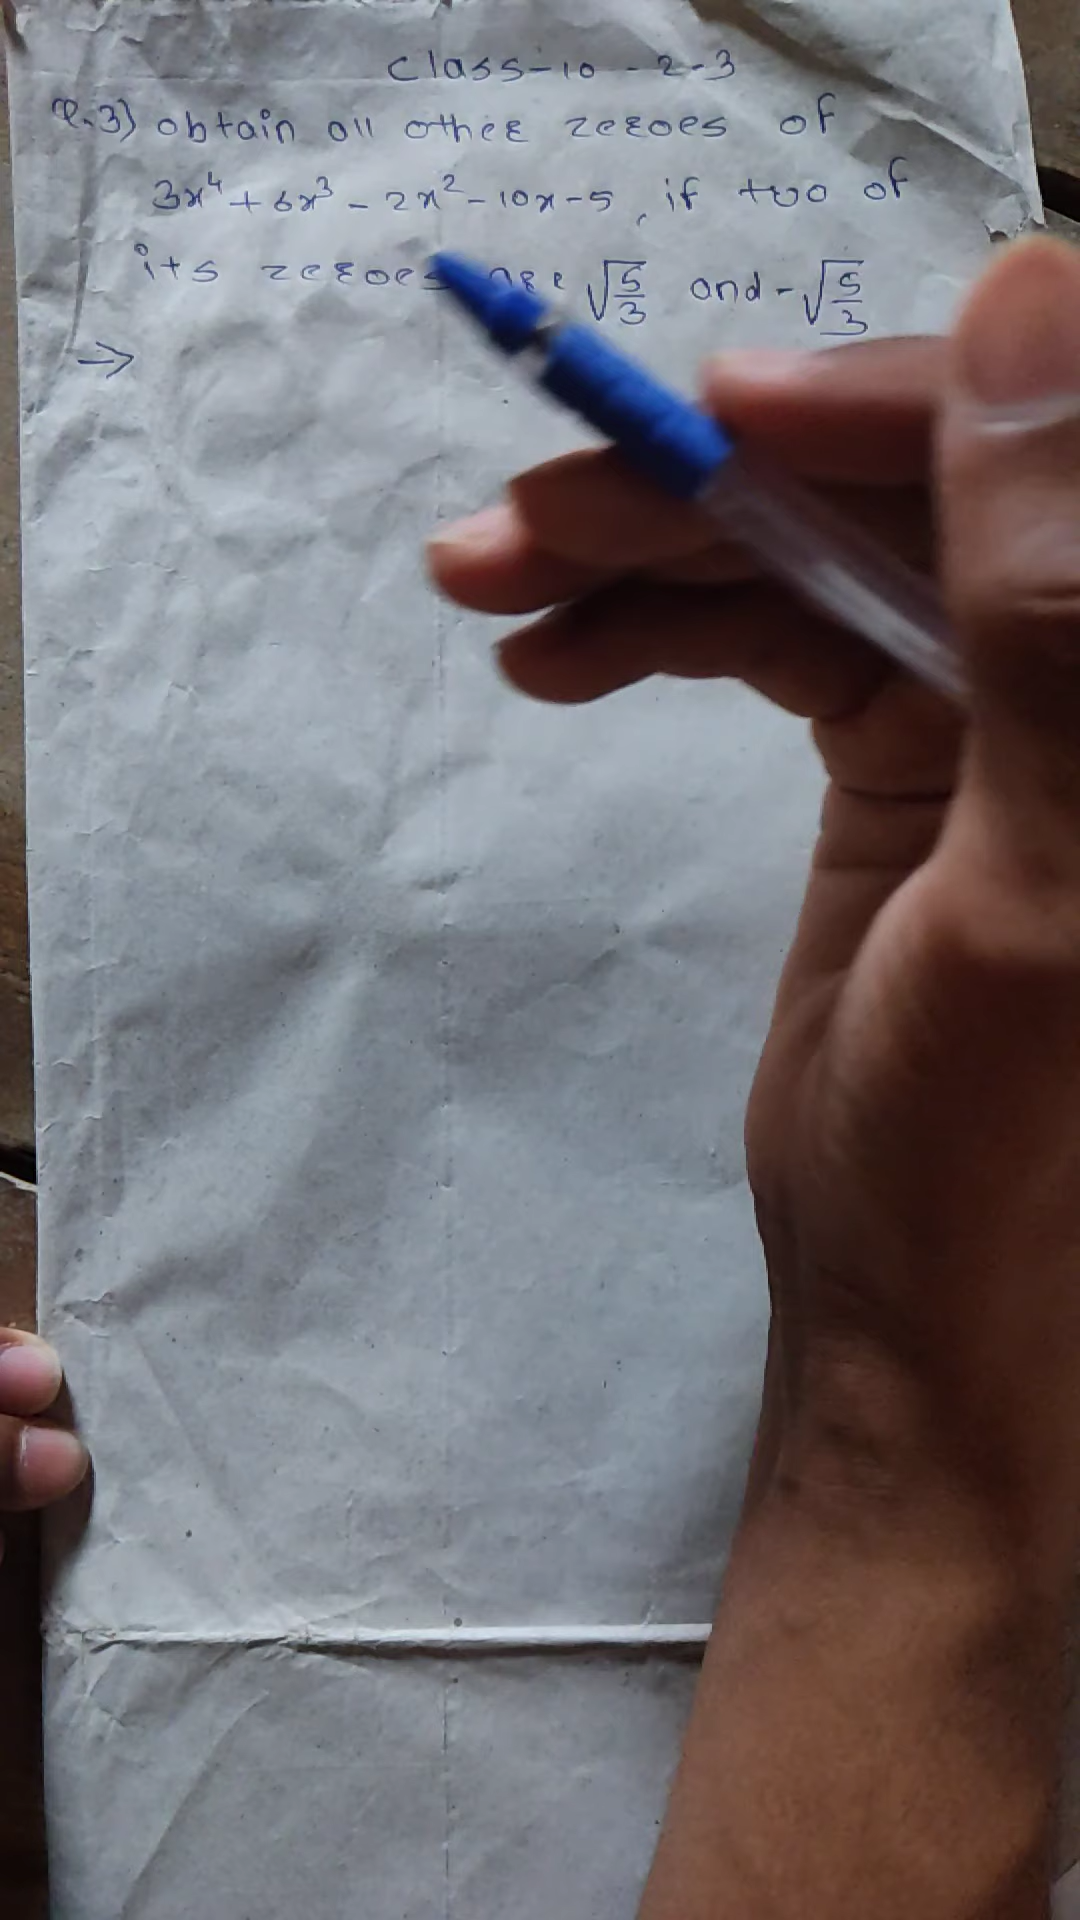 Class-10 - 2-3
Q.3) obtain all other zeroes of
3x⁴ + 6x³ - 2x² - 10x - 5, if two of
its zeroes are √5/3 and -√5/3
→